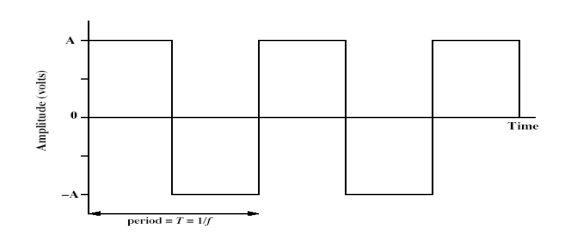 A
Amplitude (volts)
0
Time
–A
period = T = 1/f